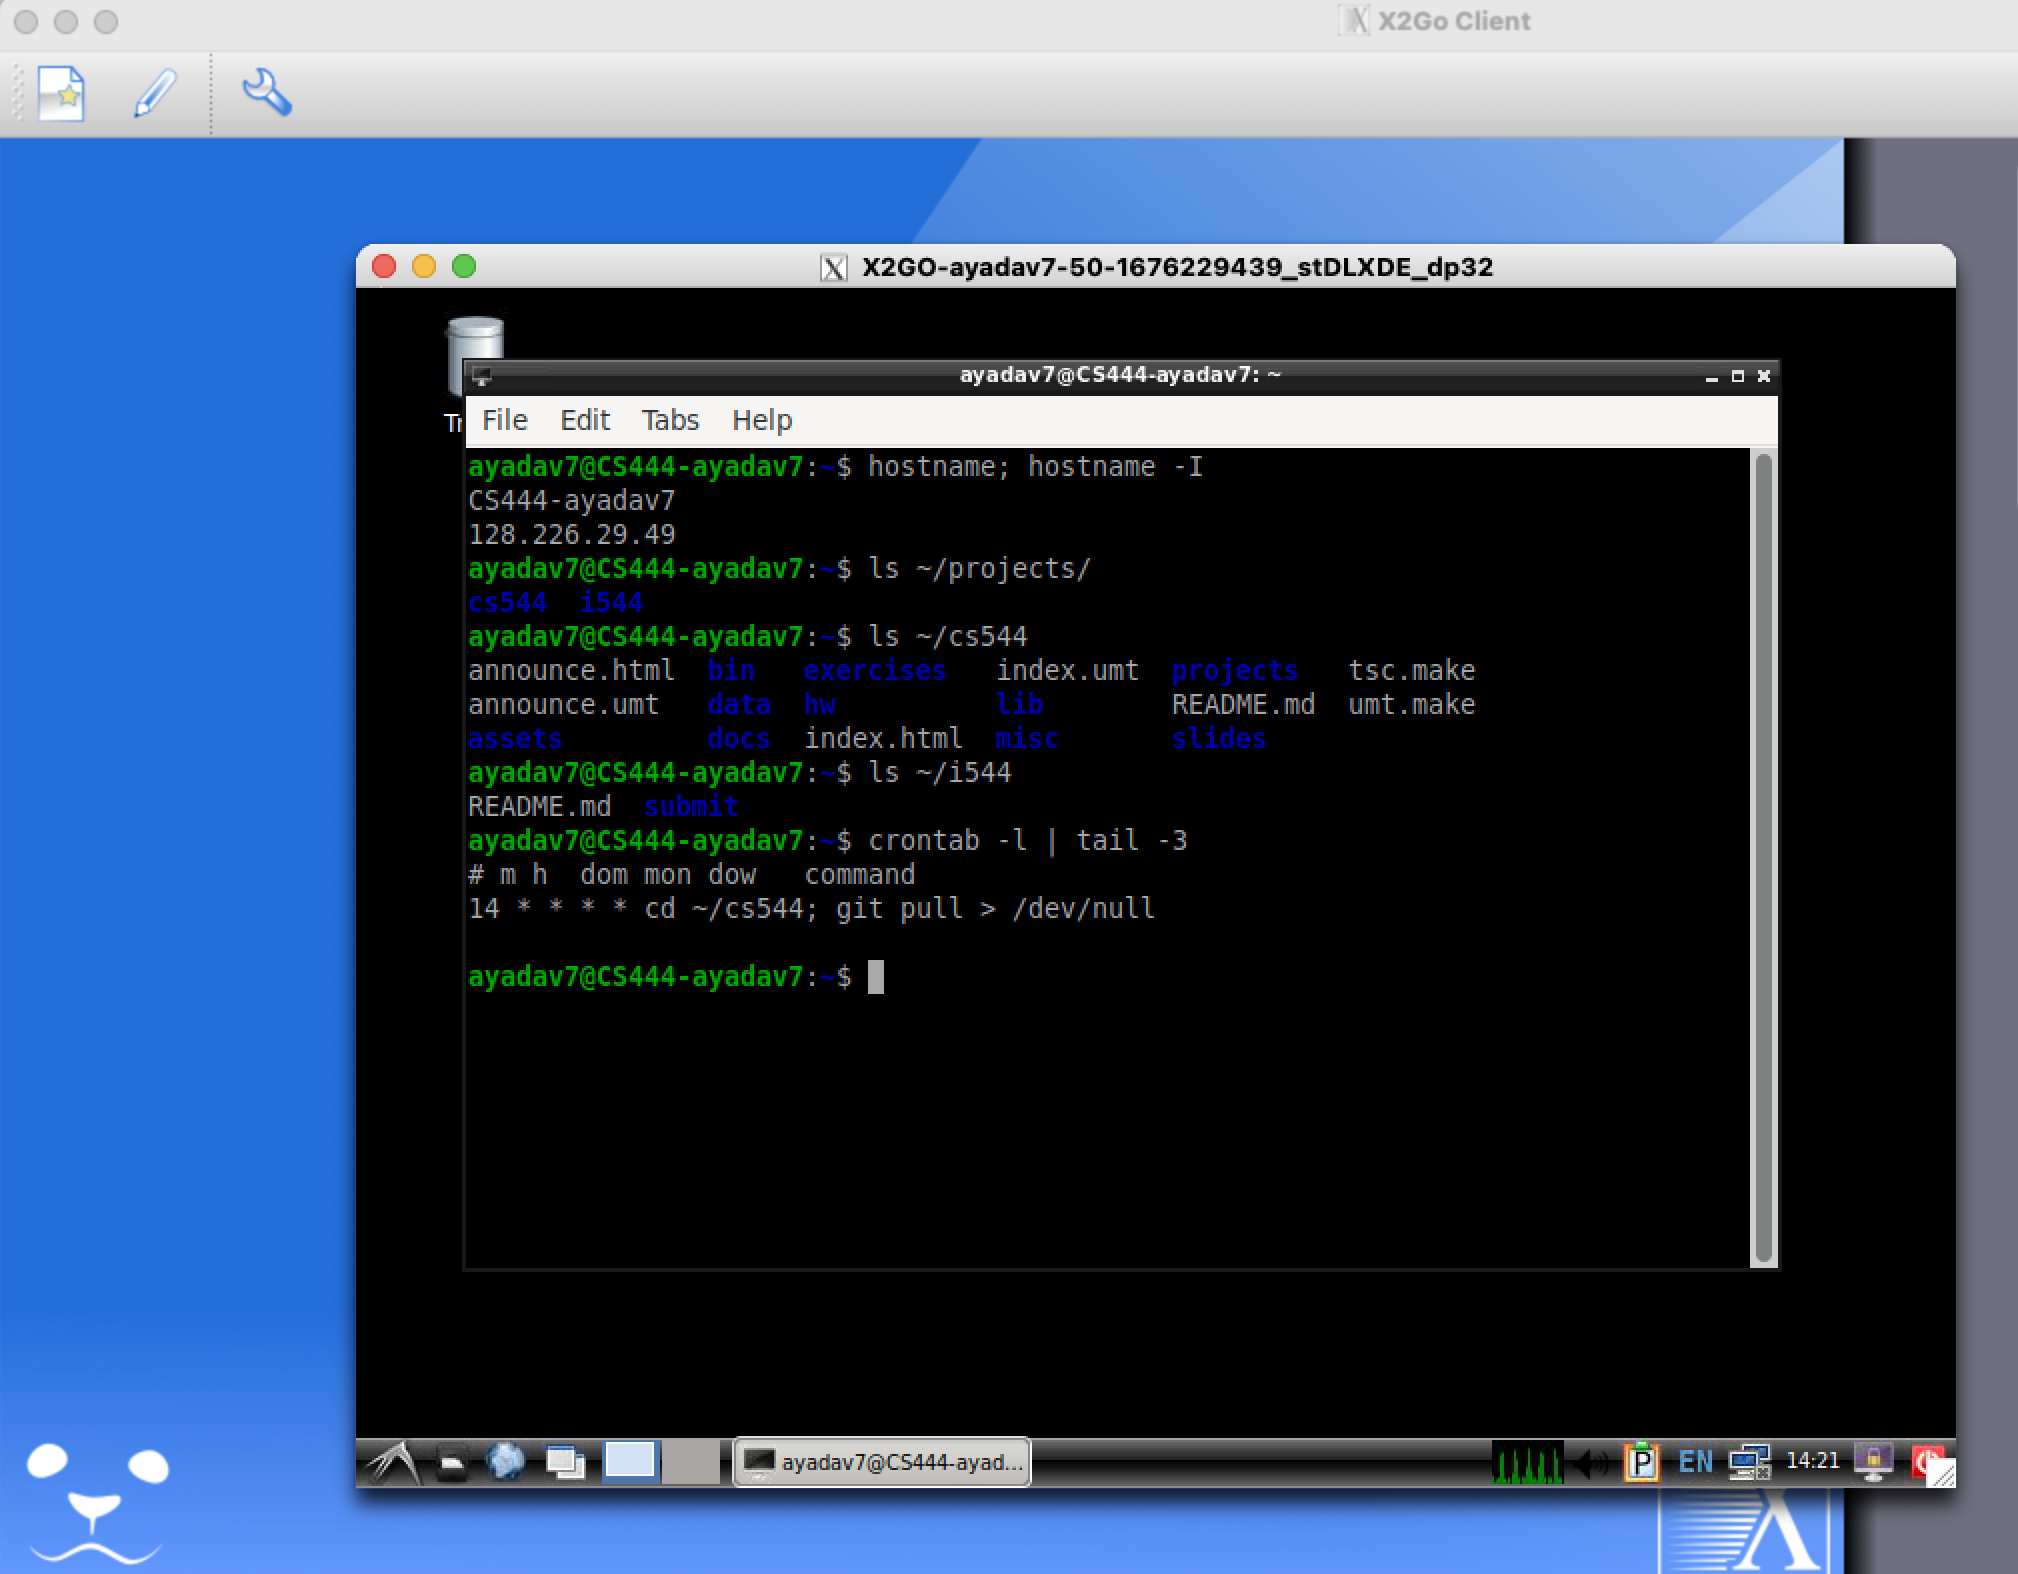 X2Go Client
X2GO-ayadav7-50-1676229439_stDLXDE_dp32
ayadav7@CS444-ayadav7: ~
File Edit Tabs Help
ayadav7@CS444-ayadav7:~$ hostname; hostname -I
CS444-ayadav7
128.226.29.49
ayadav7@CS444-ayadav7:~$ ls ~/projects/
cs544  i544
ayadav7@CS444-ayadav7:~$ ls ~/cs544
announce.html  bin   exercises   index.umt  projects   tsc.make
announce.umt   data  hw          lib        README.md  umt.make
assets         docs  index.html  misc       slides
ayadav7@CS444-ayadav7:~$ ls ~/i544
README.md  submit
ayadav7@CS444-ayadav7:~$ crontab -l | tail -3
# m h  dom mon dow   command
14 * * * * cd ~/cs544; git pull > /dev/null
ayadav7@CS444-ayadav7:~$
ayadav7@CS444-ayad...
P
EN
14:21